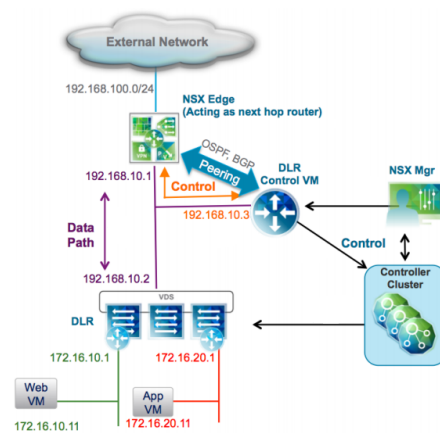 External Network
192.168.100.0/24
NSX Edge
(Acting as next hop router)
OSPF, BGP
Peering
DLR
Control VM
NSX Mgr
192.168.10.1
Control
192.168.10.3
Data
Path
Control
Controller
Cluster
192.168.10.2
VDS
DLR
172.16.10.1
172.16.20.1
Web
VM
App
VM
172.16.10.11
172.16.20.11